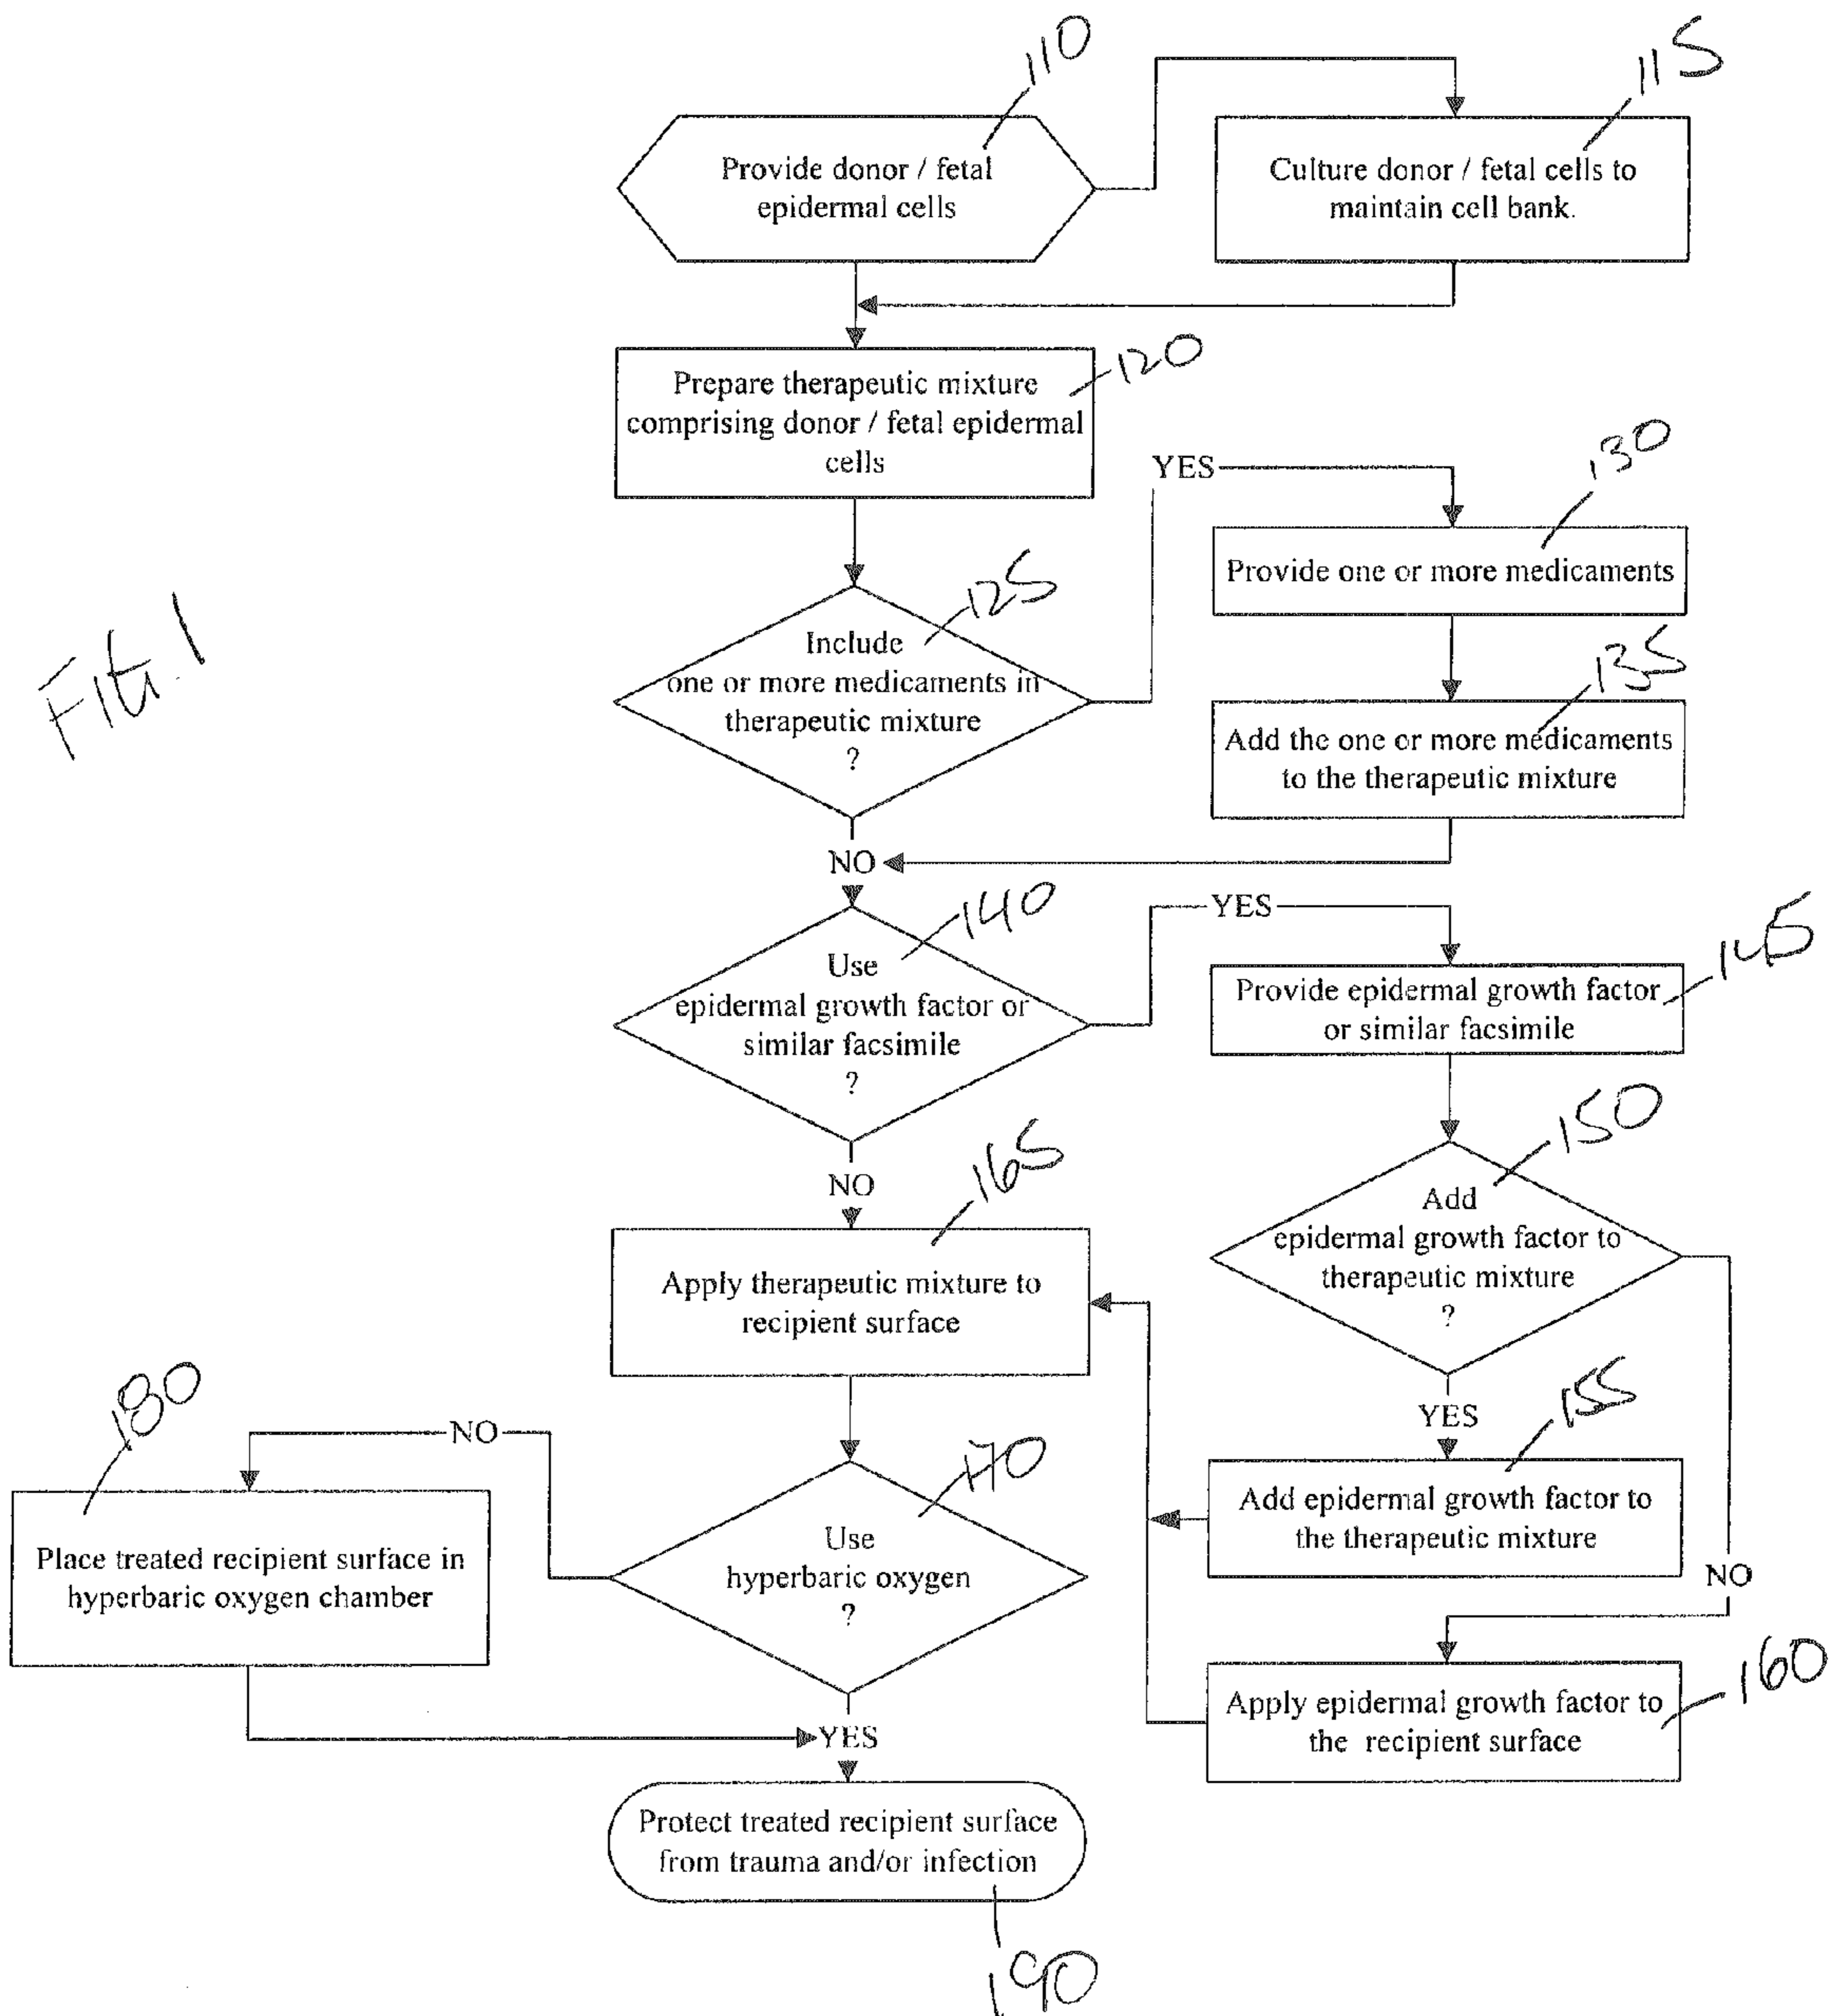 110
115
Provide donor / fetal
epidermal cells
Culture donor / fetal cells to
maintain cell bank.
120
Prepare therapeutic mixture
comprising donor / fetal epidermal
cells
YES
130
Provide one or more medicaments
125
Include
one or more medicaments in
therapeutic mixture
?
135
Add the one or more medicaments
to the therapeutic mixture
FIG. 1
NO
140
Use
epidermal growth factor or
similar facsimile
?
YES
145
Provide epidermal growth factor
or similar facsimile
150
Add
epidermal growth factor to
therapeutic mixture
?
NO
165
Apply therapeutic mixture to
recipient surface
YES
155
Add epidermal growth factor to
the therapeutic mixture
NO
160
Apply epidermal growth factor to
the recipient surface
170
Use
hyperbaric oxygen
?
NO
180
Place treated recipient surface in
hyperbaric oxygen chamber
YES
Protect treated recipient surface
from trauma and/or infection
190